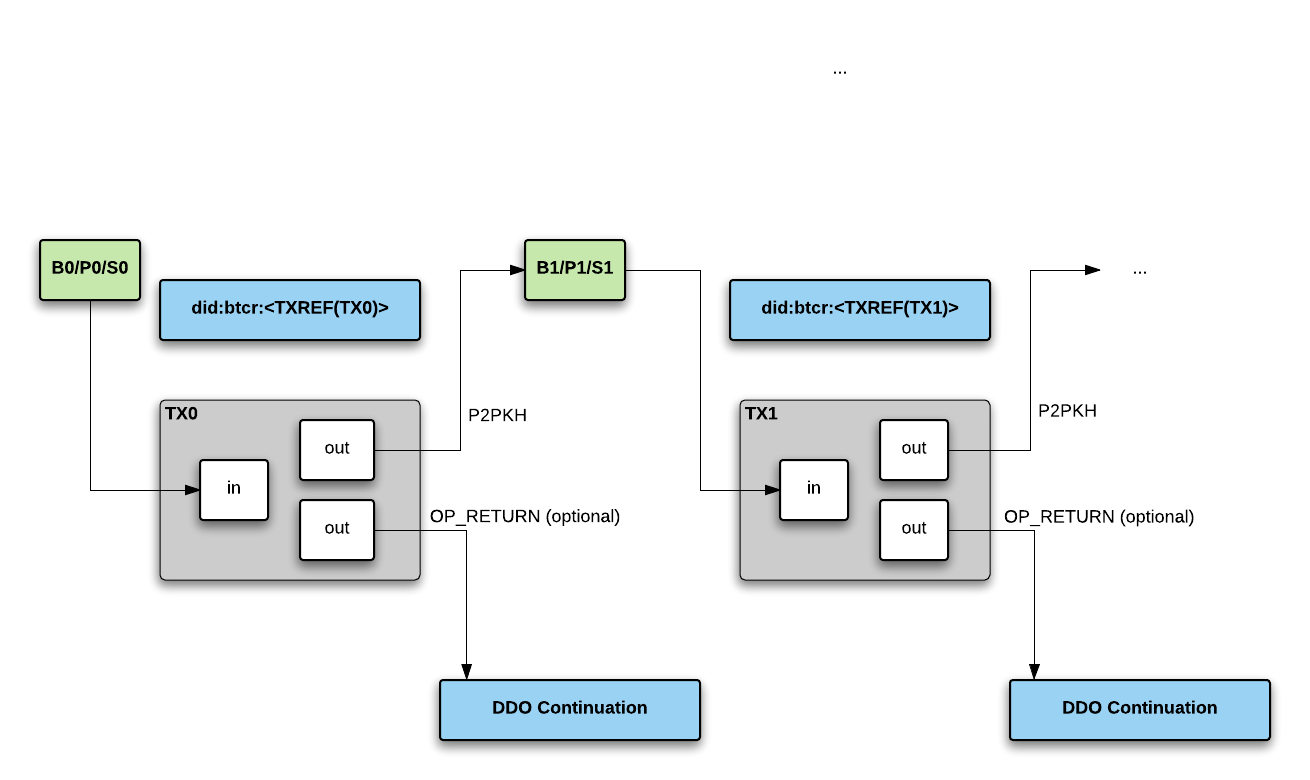 ...
B0/P0/S0
B1/P1/S1
...
did:btcr:<TXREF(TX0)>
did:btcr:<TXREF(TX1)>
TX0
out
P2PKH
in
out
OP_RETURN (optional)
TX1
out
P2PKH
in
out
OP_RETURN (optional)
DDO Continuation
DDO Continuation